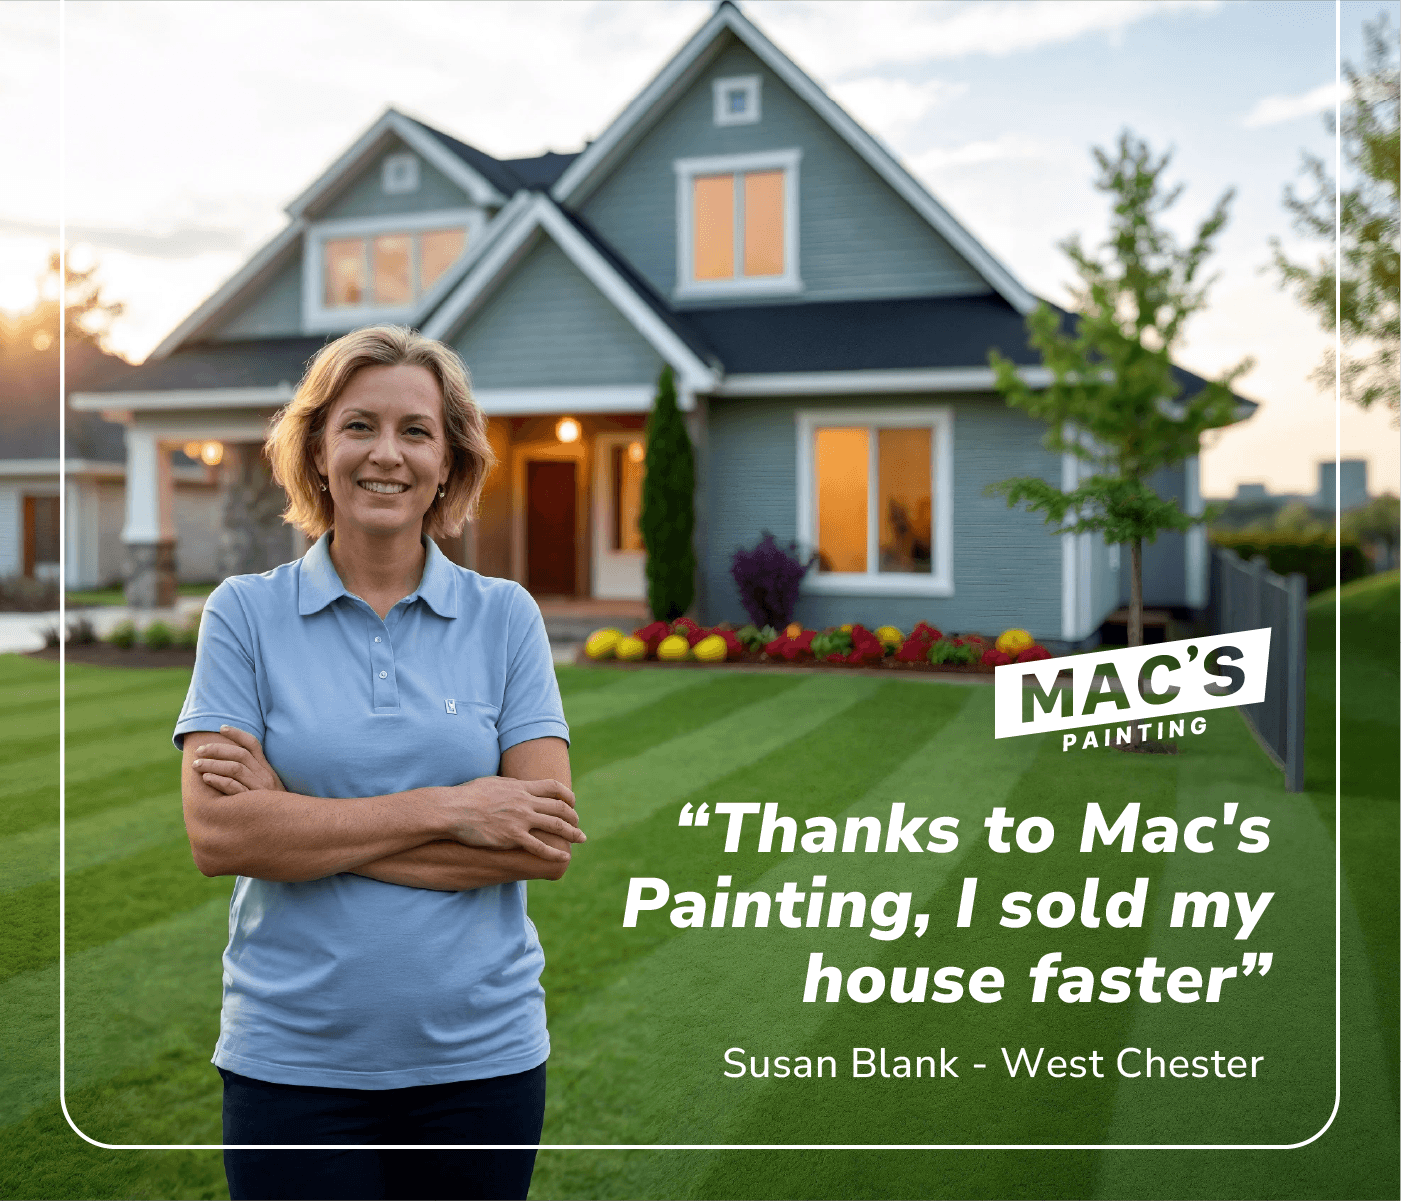 MAC'S
PAINTING
“Thanks to Mac's
Painting, I sold my
house faster”
Susan Blank - West Chester